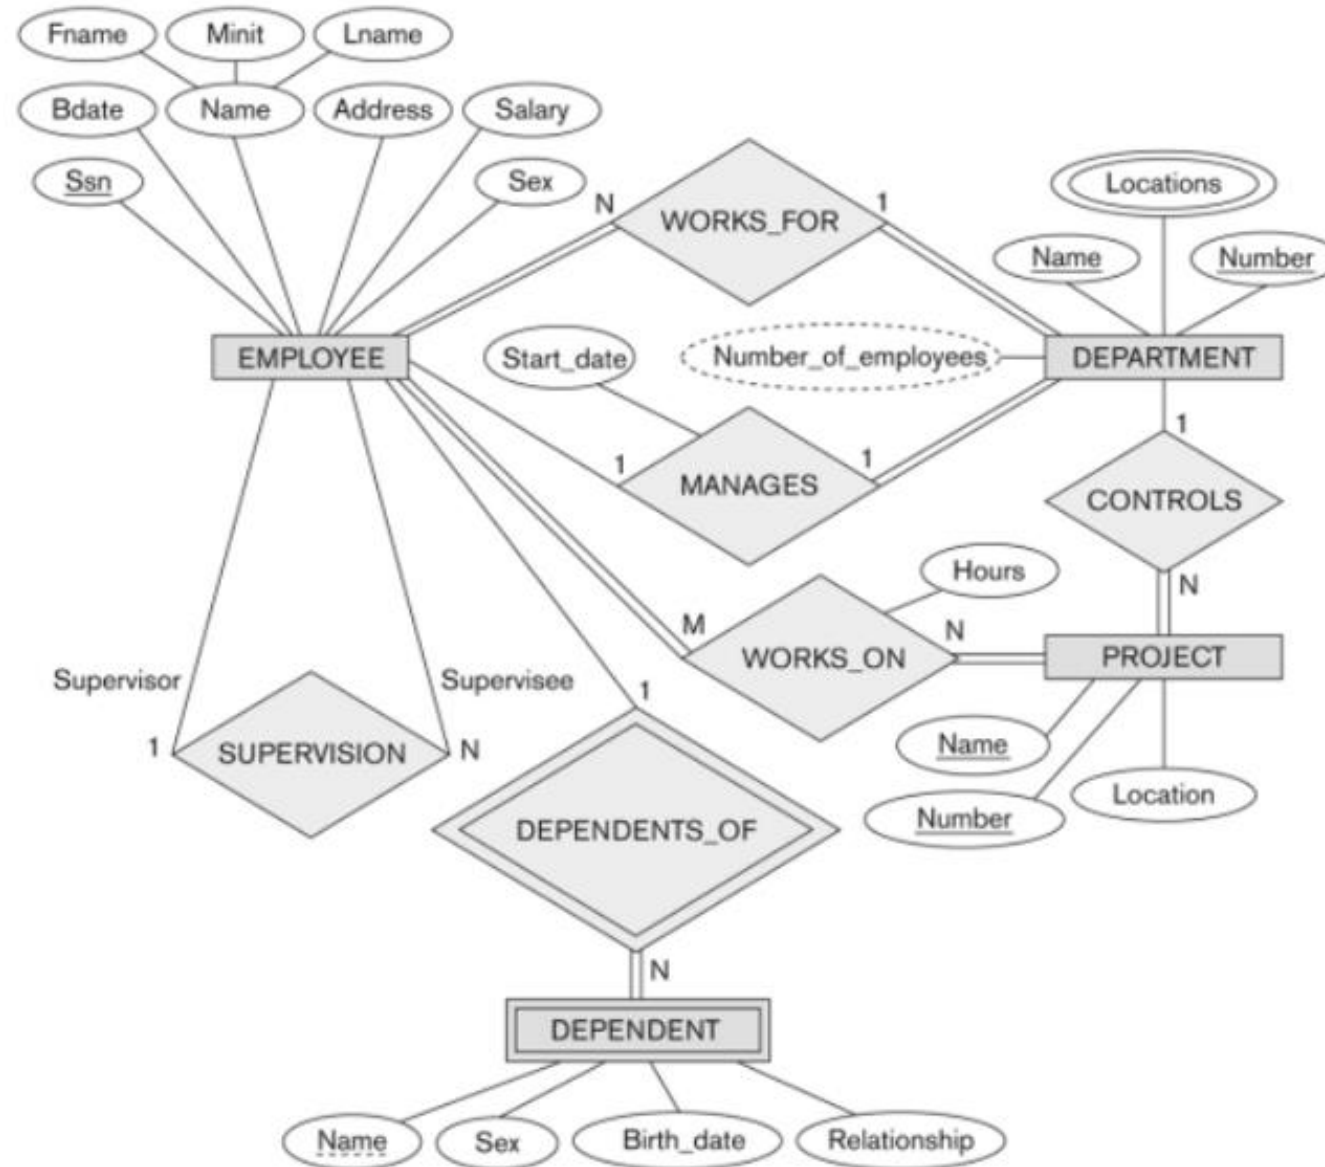 Fname
Minit
Lname
Bdate
Name
Address
Salary
Ssn
Sex
WORKS_FOR
N
1
Locations
Name
Number
EMPLOYEE
Start_date
Number_of_employees
DEPARTMENT
1
MANAGES
1
1
CONTROLS
N
Hours
M
WORKS_ON
N
PROJECT
Supervisor
Supervisee
1
SUPERVISION
N
1
Name
Number
Location
DEPENDENTS_OF
N
DEPENDENT
Name
Sex
Birth_date
Relationship